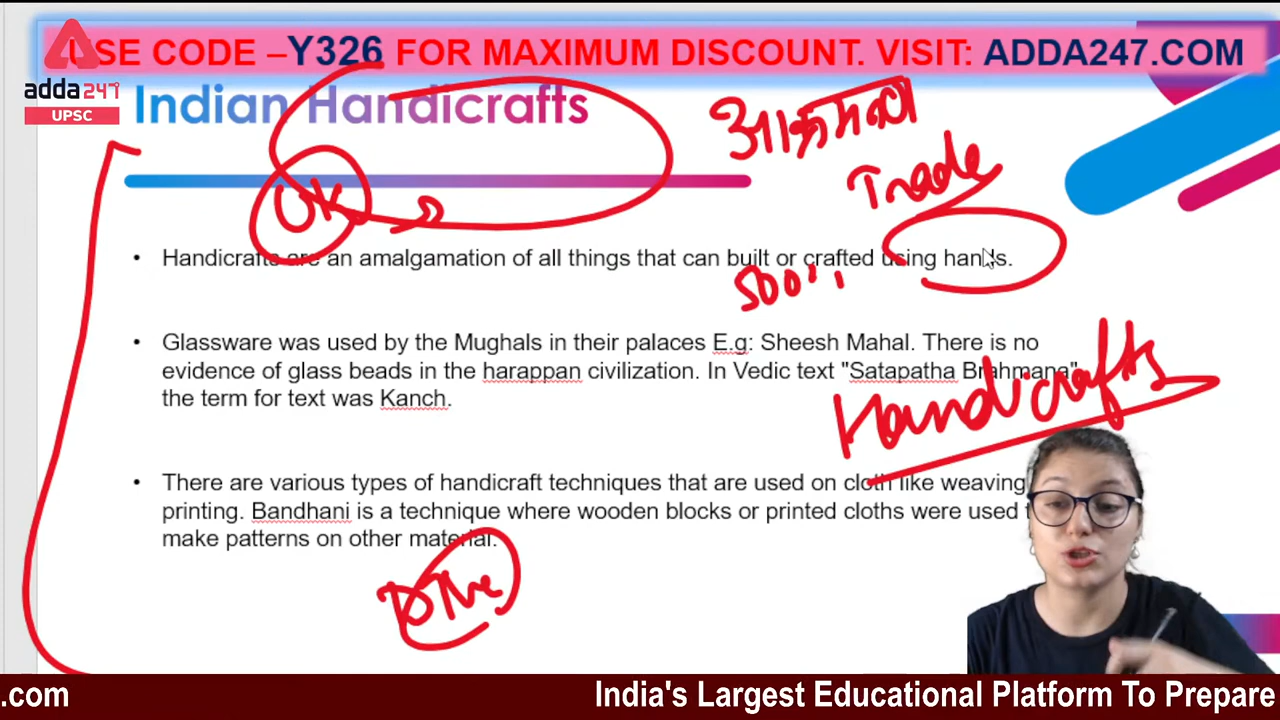 USE CODE –Y326 FOR MAXIMUM DISCOUNT. VISIT: ADDA247.COM
adda247
UPSC
Indian Handicrafts
Trade
UK
• Handicrafts are an amalgamation of all things that can built or crafted using hands.
500%
• Glassware was used by the Mughals in their palaces E.g: Sheesh Mahal. There is no
evidence of glass beads in the harappan civilization. In Vedic text "Satapatha Brahmana"
the term for text was Kanch.
Handicrafts
• There are various types of handicraft techniques that are used on cloth like weaving
printing. Bandhani is a technique where wooden blocks or printed cloths were used
make patterns on other material.
.com
India's Largest Educational Platform To Prepare